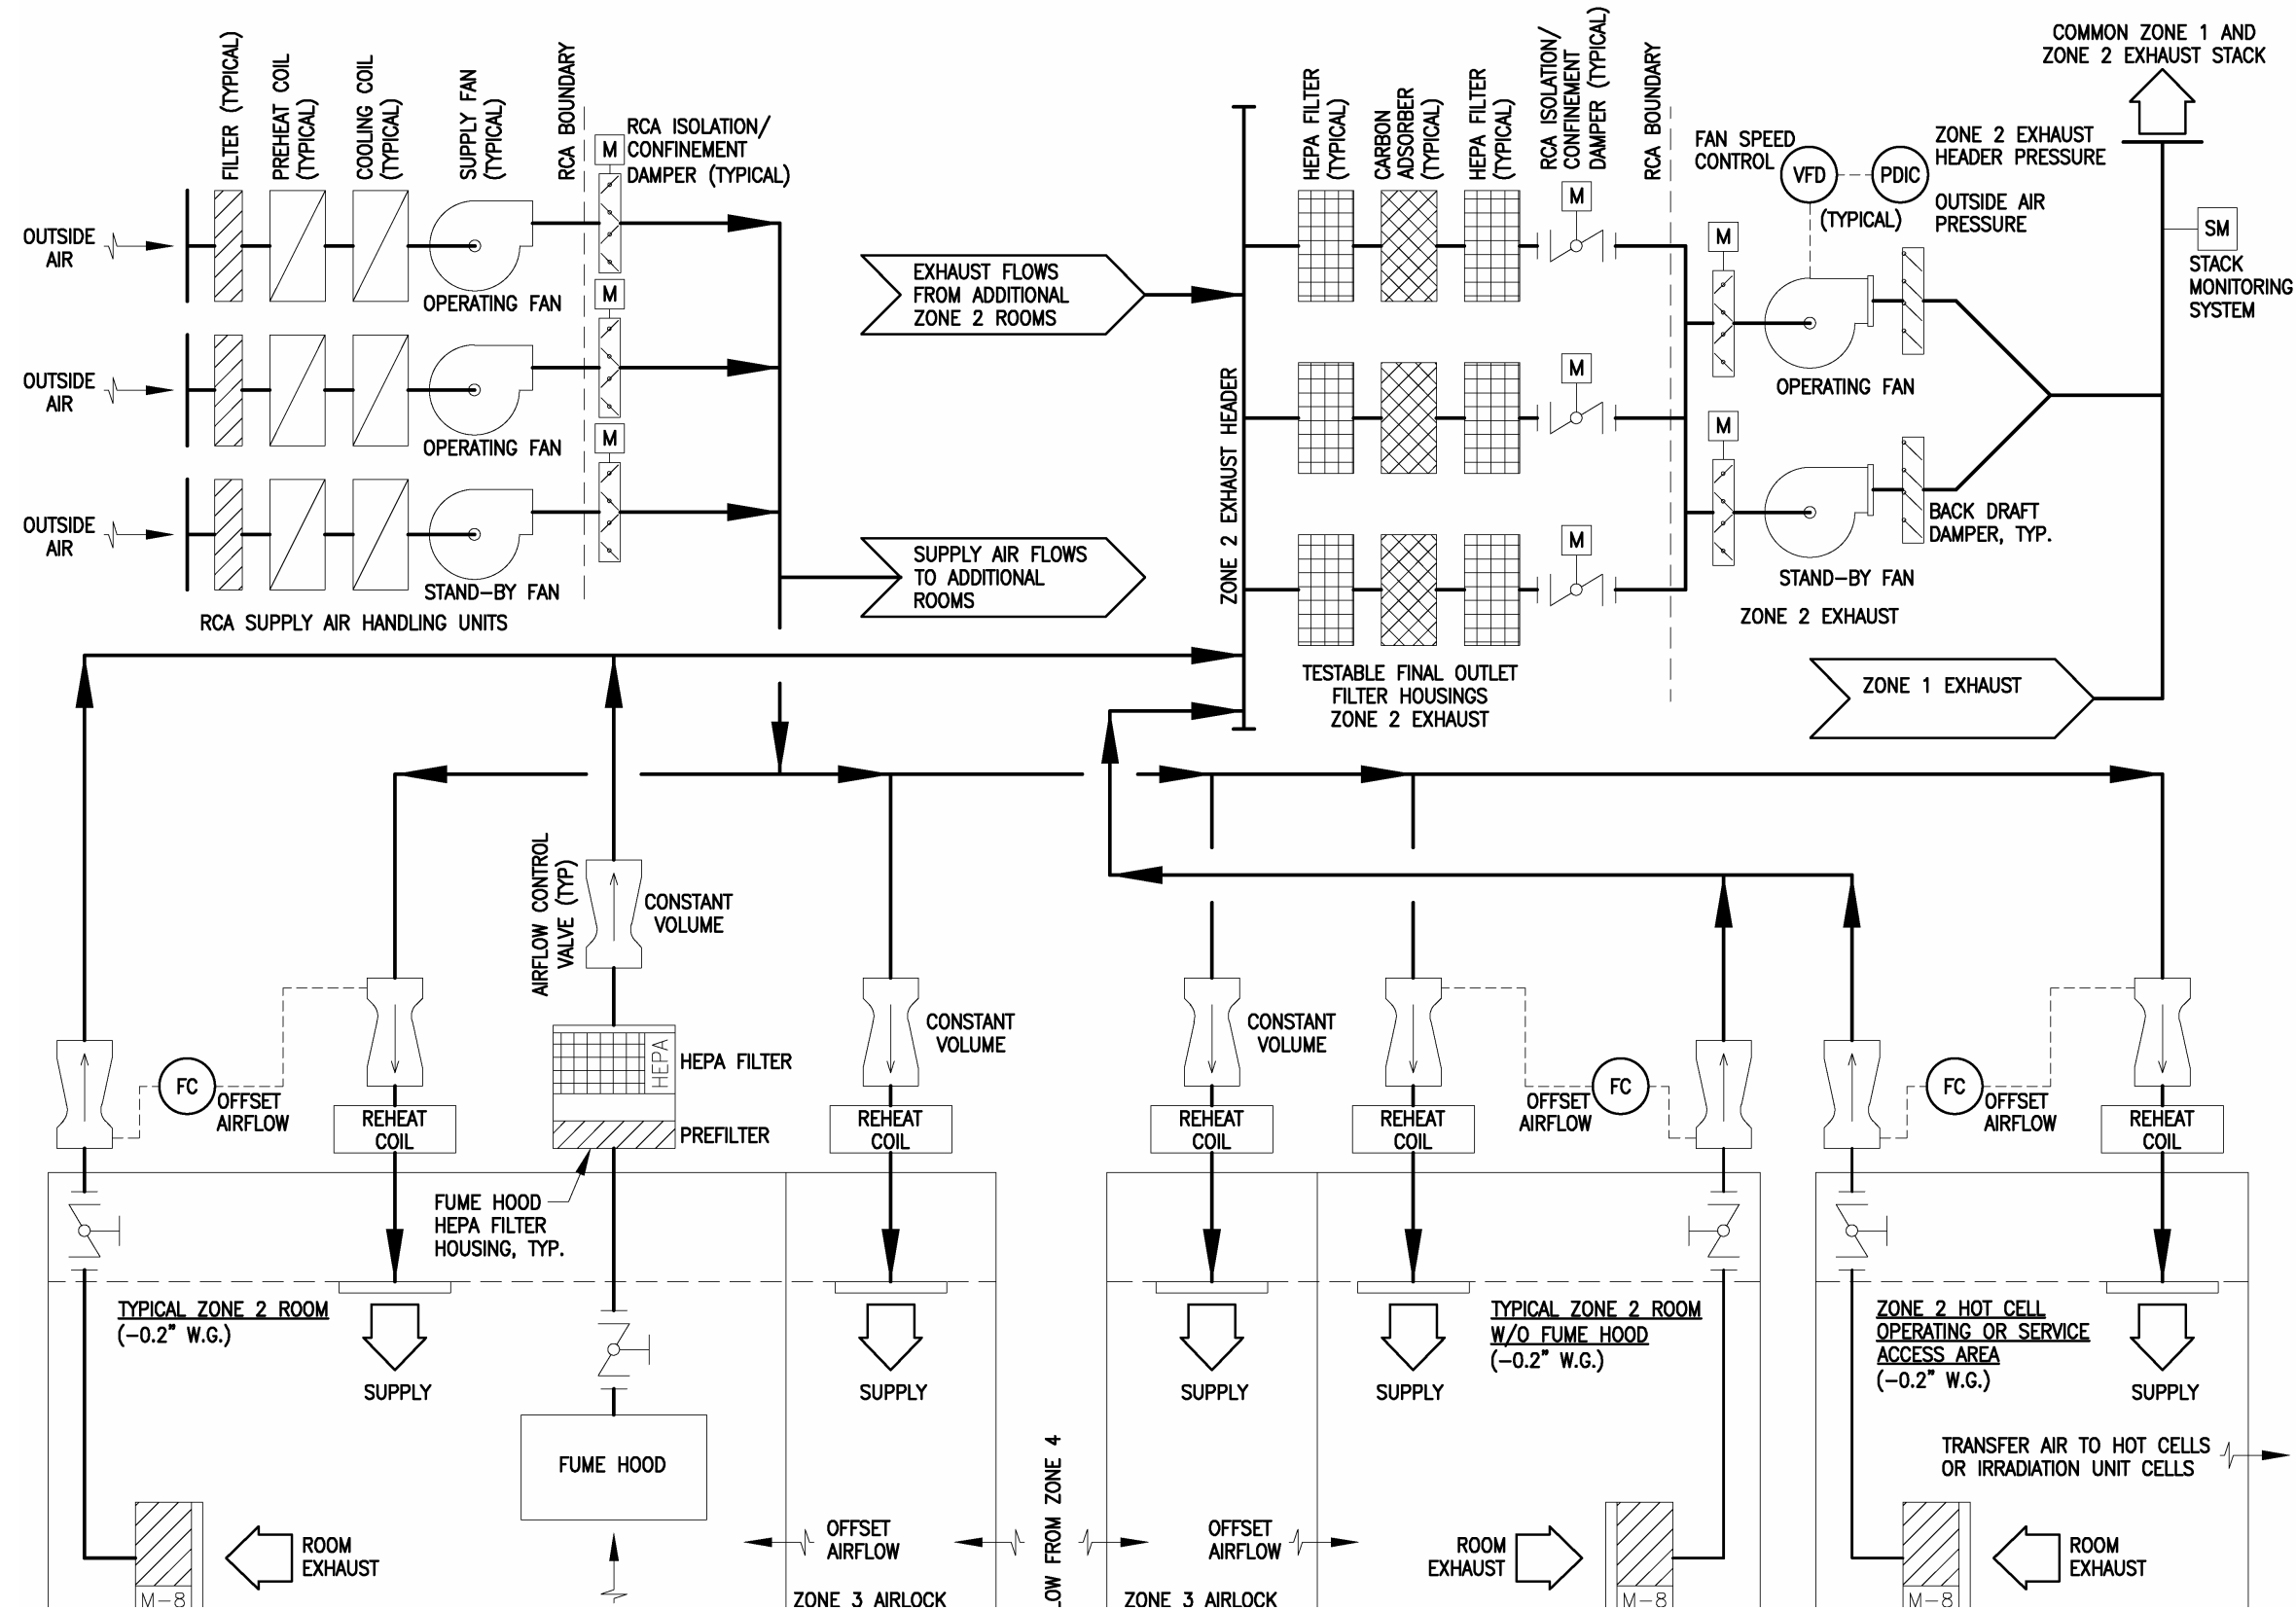 FILTER (TYPICAL)
PREHEAT COIL
(TYPICAL)
COOLING COIL
(TYPICAL)
SUPPLY FAN
(TYPICAL)
RCA BOUNDARY
M
RCA ISOLATION/
CONFINEMENT
DAMPER (TYPICAL)
OUTSIDE
AIR
OPERATING FAN
M
OUTSIDE
AIR
OPERATING FAN
M
OUTSIDE
AIR
STAND-BY FAN
RCA SUPPLY AIR HANDLING UNITS
EXHAUST FLOWS
FROM ADDITIONAL
ZONE 2 ROOMS
SUPPLY AIR FLOWS
TO ADDITIONAL
ROOMS
ZONE 2 EXHAUST HEADER
HEPA FILTER
(TYPICAL)
CARBON
ADSORBER
(TYPICAL)
HEPA FILTER
(TYPICAL)
RCA ISOLATION/
CONFINEMENT
DAMPER (TYPICAL)
RCA BOUNDARY
M
M
M
TESTABLE FINAL OUTLET
FILTER HOUSINGS
ZONE 2 EXHAUST
COMMON ZONE 1 AND
ZONE 2 EXHAUST STACK
FAN SPEED
CONTROL
VFD
PDIC
(TYPICAL)
ZONE 2 EXHAUST
HEADER PRESSURE
OUTSIDE AIR
PRESSURE
SM
STACK
MONITORING
SYSTEM
M
OPERATING FAN
M
BACK DRAFT
DAMPER, TYP.
STAND-BY FAN
ZONE 2 EXHAUST
ZONE 1 EXHAUST
AIRFLOW CONTROL
VALVE (TYP)
CONSTANT
VOLUME
FC
OFFSET
AIRFLOW
REHEAT
COIL
HEPA
HEPA FILTER
PREFILTER
FUME HOOD
HEPA FILTER
HOUSING, TYP.
CONSTANT
VOLUME
REHEAT
COIL
CONSTANT
VOLUME
REHEAT
COIL
REHEAT
COIL
FC
OFFSET
AIRFLOW
FC
OFFSET
AIRFLOW
REHEAT
COIL
TYPICAL ZONE 2 ROOM
(-0.2" W.G.)
SUPPLY
FUME HOOD
ROOM
EXHAUST
M-8
SUPPLY
OFFSET
AIRFLOW
ZONE 3 AIRLOCK
LOW FROM ZONE 4
SUPPLY
OFFSET
AIRFLOW
ZONE 3 AIRLOCK
SUPPLY
TYPICAL ZONE 2 ROOM
W/O FUME HOOD
(-0.2" W.G.)
ROOM
EXHAUST
M-8
ZONE 2 HOT CELL
OPERATING OR SERVICE
ACCESS AREA
(-0.2" W.G.)
SUPPLY
TRANSFER AIR TO HOT CELLS
OR IRRADIATION UNIT CELLS
ROOM
EXHAUST
M-8